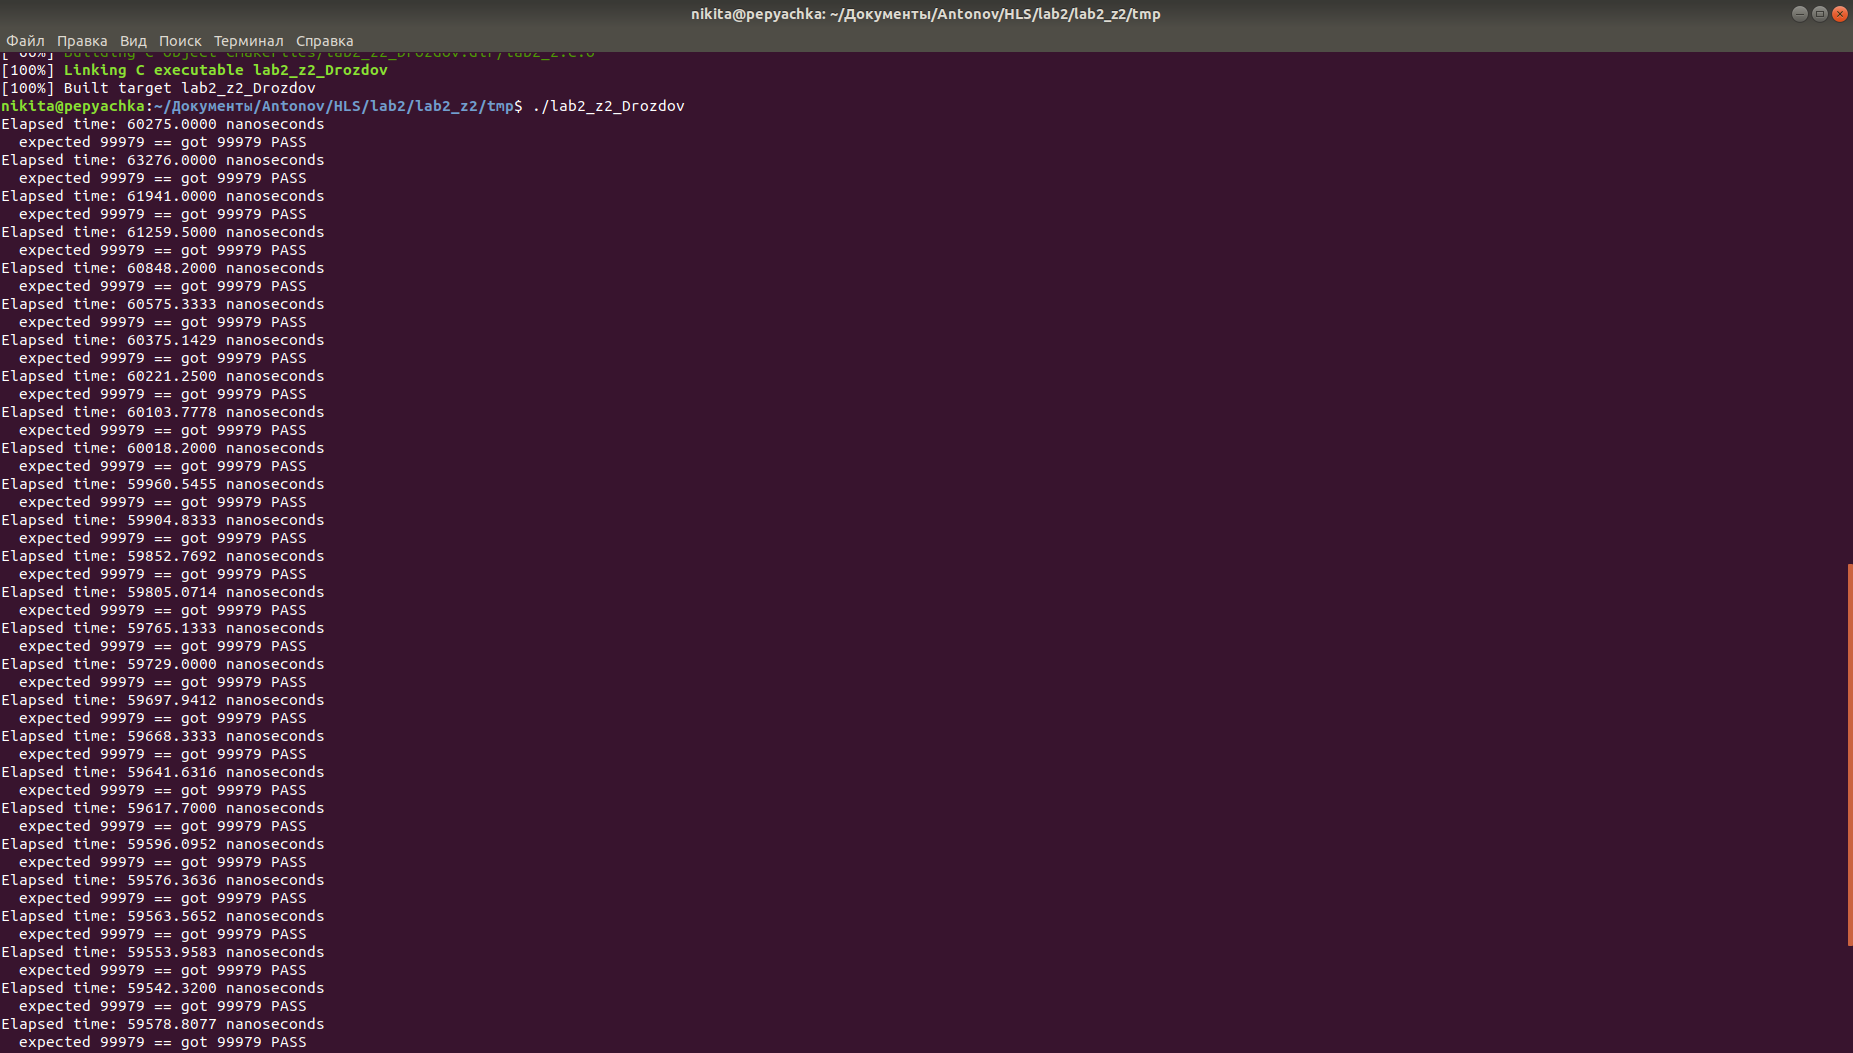 nikita@pepyachka: ~/Документы/Antonov/HLS/lab2/lab2_z2/tmp
Файл Правка Вид Поиск Терминал Справка
[ 66%] Building C object CMakeFiles/lab2_z2_Drozdov.dir/lab2_2.c.o
[100%] Linking C executable lab2_z2_Drozdov
[100%] Built target lab2_z2_Drozdov
nikita@pepyachka:~/Документы/Antonov/HLS/lab2/lab2_z2/tmp$ ./lab2_z2_Drozdov
Elapsed time: 60275.0000 nanoseconds
  expected 99979 == got 99979 PASS
Elapsed time: 63276.0000 nanoseconds
  expected 99979 == got 99979 PASS
Elapsed time: 61941.0000 nanoseconds
  expected 99979 == got 99979 PASS
Elapsed time: 61259.5000 nanoseconds
  expected 99979 == got 99979 PASS
Elapsed time: 60848.2000 nanoseconds
  expected 99979 == got 99979 PASS
Elapsed time: 60575.3333 nanoseconds
  expected 99979 == got 99979 PASS
Elapsed time: 60375.1429 nanoseconds
  expected 99979 == got 99979 PASS
Elapsed time: 60221.2500 nanoseconds
  expected 99979 == got 99979 PASS
Elapsed time: 60103.7778 nanoseconds
  expected 99979 == got 99979 PASS
Elapsed time: 60018.2000 nanoseconds
  expected 99979 == got 99979 PASS
Elapsed time: 59960.5455 nanoseconds
  expected 99979 == got 99979 PASS
Elapsed time: 59904.8333 nanoseconds
  expected 99979 == got 99979 PASS
Elapsed time: 59852.7692 nanoseconds
  expected 99979 == got 99979 PASS
Elapsed time: 59805.0714 nanoseconds
  expected 99979 == got 99979 PASS
Elapsed time: 59765.1333 nanoseconds
  expected 99979 == got 99979 PASS
Elapsed time: 59729.0000 nanoseconds
  expected 99979 == got 99979 PASS
Elapsed time: 59697.9412 nanoseconds
  expected 99979 == got 99979 PASS
Elapsed time: 59668.3333 nanoseconds
  expected 99979 == got 99979 PASS
Elapsed time: 59641.6316 nanoseconds
  expected 99979 == got 99979 PASS
Elapsed time: 59617.7000 nanoseconds
  expected 99979 == got 99979 PASS
Elapsed time: 59596.0952 nanoseconds
  expected 99979 == got 99979 PASS
Elapsed time: 59576.3636 nanoseconds
  expected 99979 == got 99979 PASS
Elapsed time: 59563.5652 nanoseconds
  expected 99979 == got 99979 PASS
Elapsed time: 59553.9583 nanoseconds
  expected 99979 == got 99979 PASS
Elapsed time: 59542.3200 nanoseconds
  expected 99979 == got 99979 PASS
Elapsed time: 59578.8077 nanoseconds
  expected 99979 == got 99979 PASS